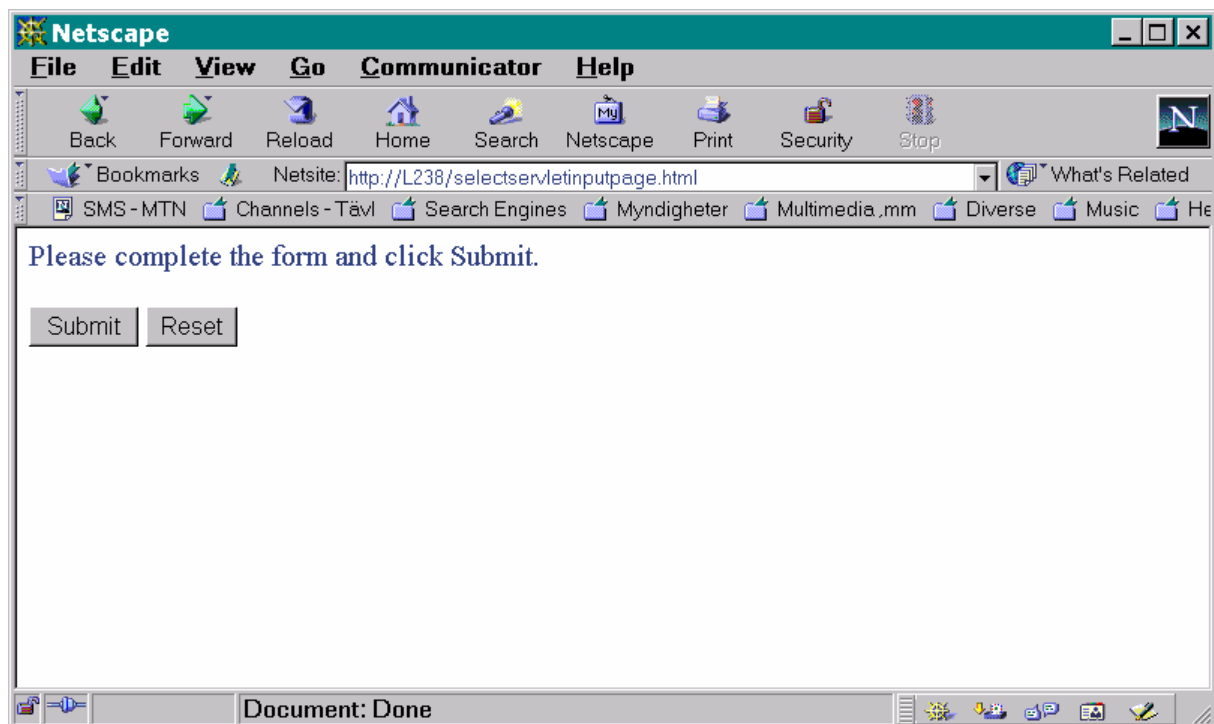 Netscape
File Edit View Go Communicator Help
Back Forward Reload Home Search Netscape Print Security Stop
My
N
Bookmarks Netsite: http://L238/selectservletinputpage.html What's Related
SMS - MTN Channels - Tävl Search Engines Myndigheter Multimedia ,mm Diverse Music He
Please complete the form and click Submit.
Submit Reset
Document: Done